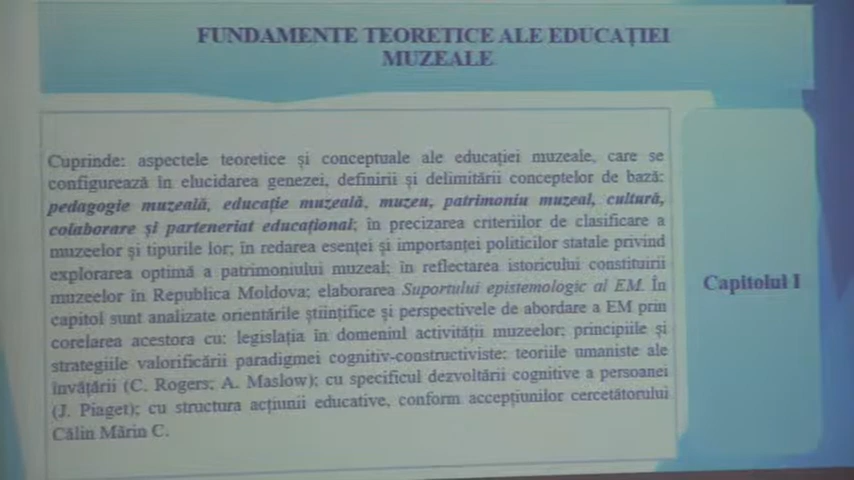 FUNDAMENTE TEORETICE ALE EDUCAȚIEI
MUZEALE
Cuprinde: aspectele teoretice și conceptuale ale educației muzeale, care se
configurează în elucidarea genezei, definirii și delimitării conceptelor de bază:
pedagogie muzeală, educație muzeală, muzeu, patrimoniu muzeal, cultură,
colaborare și parteneriat educațional; în precizarea criteriilor de clasificare a
muzeelor și tipurile lor; în redarea esenței și importanței politicilor statale privind
explorarea optimă a patrimoniului muzeal; în reflectarea istoricului constituirii
muzeelor în Republica Moldova; elaborarea Suportului epistemologic al EM. În
capitol sunt analizate orientările științifice și perspectivele de abordare a EM prin
corelarea acestora cu: legislația în domeniul activității muzeelor; principiile și
strategiile valorificării paradigmei cognitiv-constructiviste; teoriile umaniste ale
învățării (C. Rogers; A. Maslow); cu specificul dezvoltării cognitive a persoanei
(J. Piaget); cu structura acțiunii educative, conform accepțiunilor cercetătorului
Călin Mărin C.
Capitolul I